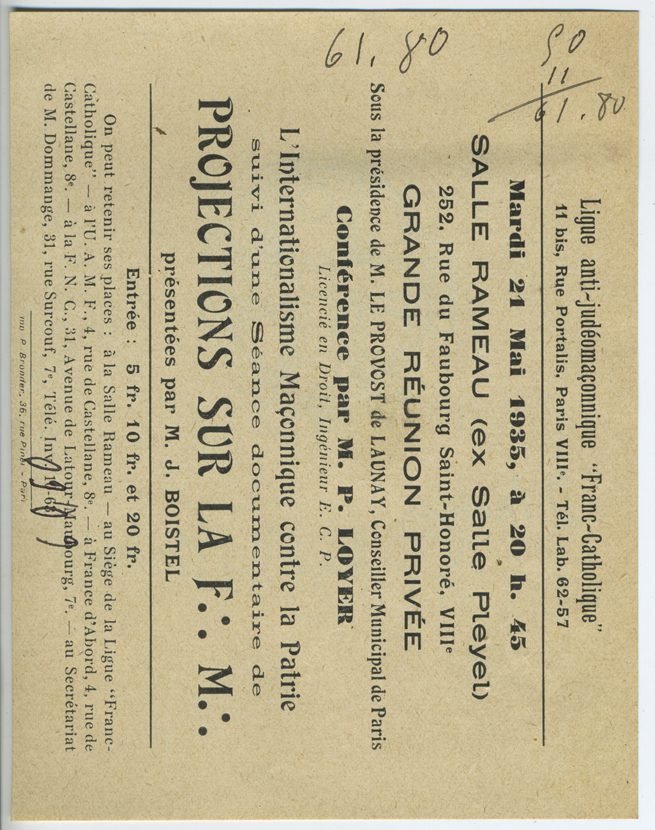 50
11
61.80
61. 80
Ligue anti-judéomaçonnique "Franc-Catholique"
11 bis, Rue Portalis, Paris VIIIe. - Tél. Lab. 62-57
Mardi 21 Mai 1935, à 20 h. 45
SALLE RAMEAU (ex Salle Pleyel)
252, Rue du Faubourg Saint-Honoré, VIIIe
GRANDE RÉUNION PRIVÉE
Sous la présidence de M. LE PROVOST de LAUNAY, Conseiller Municipal de Paris
Conférence par M. P. LOYER
Licencié en Droit, Ingénieur E. C. P.
L'Internationalisme Maçonnique contre la Patrie
suivi d'une Séance documentaire de
PROJECTIONS SUR LA F∴ M∴
présentées par M. J. BOISTEL
Entrée : 5 fr. 10 fr. et 20 fr.
On peut retenir ses places : à la Salle Rameau — au Siège de la Ligue "Franc-
Catholique" — à l'U. A. M. F., 4, rue de Castellane, 8e. — à France d'Abord, 4, rue de
Castellane, 8e. — à la F. N. C., 31, Avenue de Latour-Maubourg, 7e. — au Secrétariat
de M. Dommange, 31, rue Surcouf, 7e, Télé. Inv.
Imp. P. Bronder, 36, rue - Paris